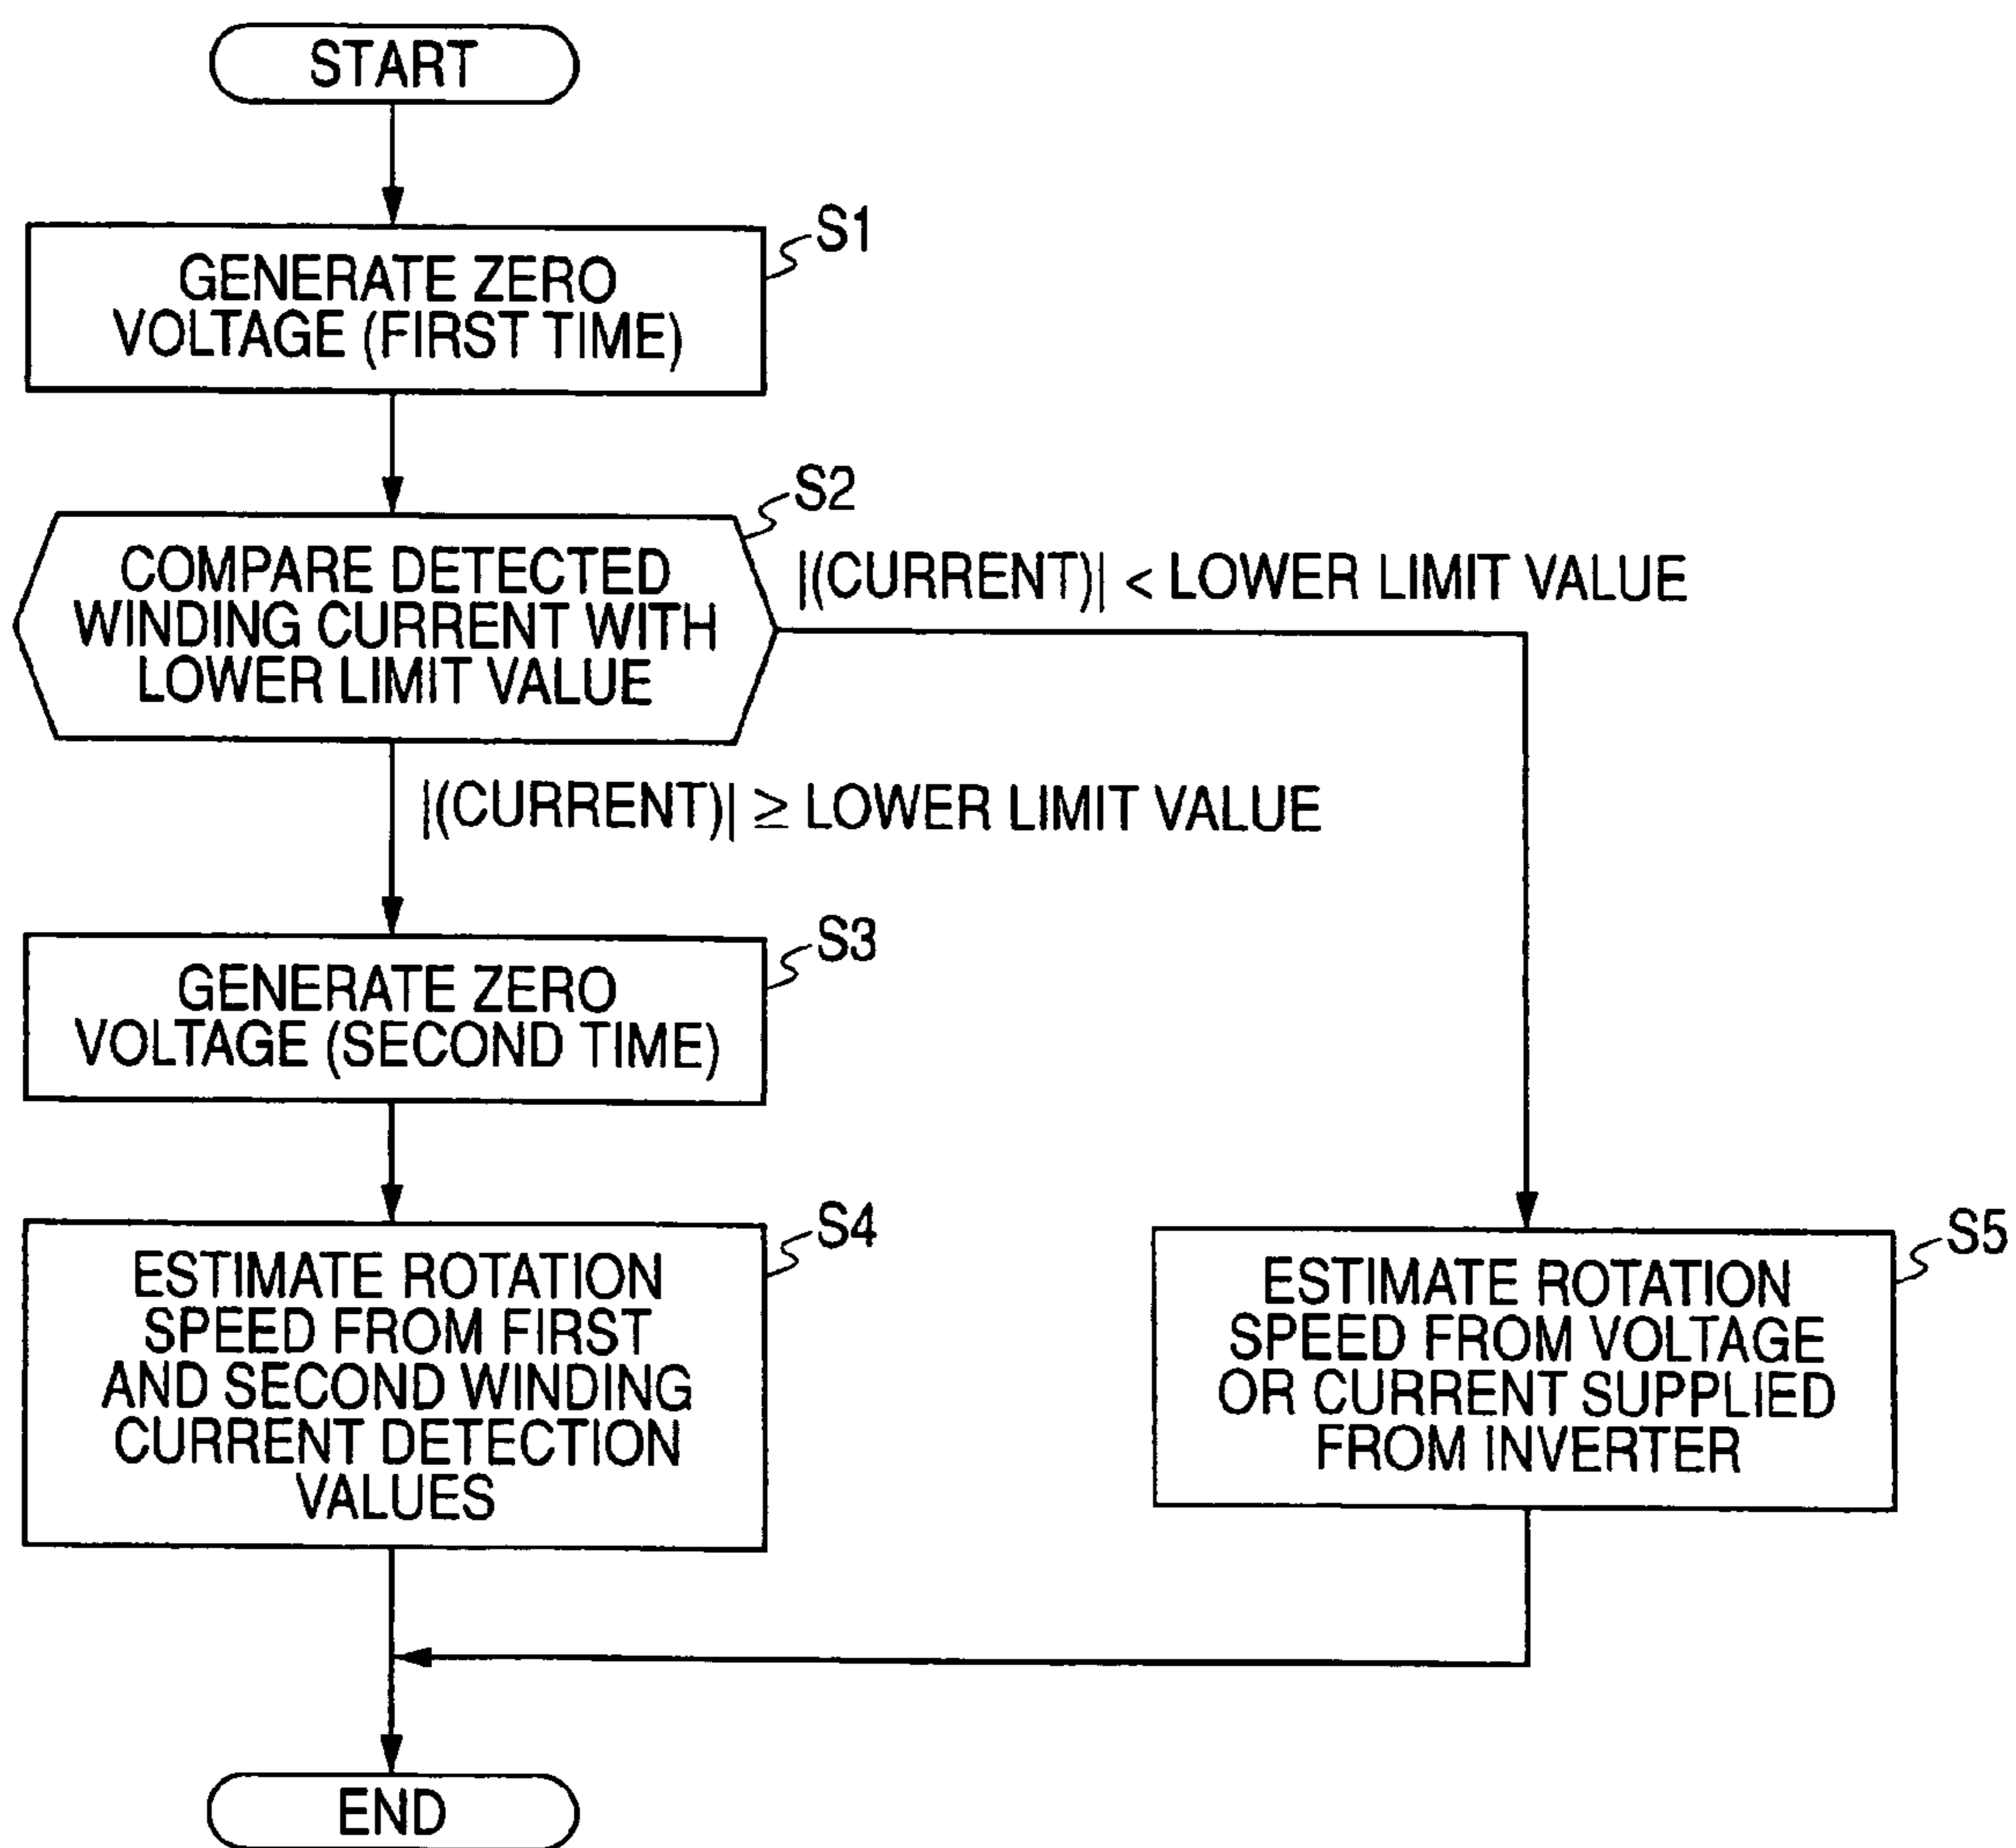 START
S1
GENERATE ZERO
VOLTAGE (FIRST TIME)
S2
COMPARE DETECTED
WINDING CURRENT WITH
LOWER LIMIT VALUE
|(CURRENT)| < LOWER LIMIT VALUE
|(CURRENT)| ≥ LOWER LIMIT VALUE
S3
GENERATE ZERO
VOLTAGE (SECOND TIME)
S4
ESTIMATE ROTATION
SPEED FROM FIRST
AND SECOND WINDING
CURRENT DETECTION
VALUES
S5
ESTIMATE ROTATION
SPEED FROM VOLTAGE
OR CURRENT SUPPLIED
FROM INVERTER
END